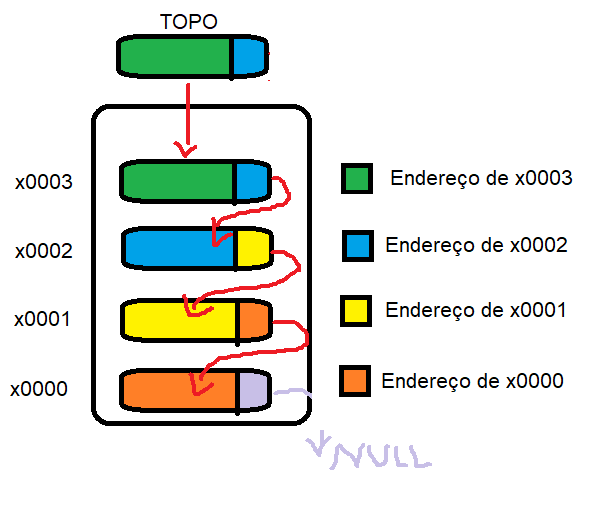 TOPO
x0003
Endereço de x0003
x0002
Endereço de x0002
x0001
Endereço de x0001
x0000
Endereço de x0000
NULL